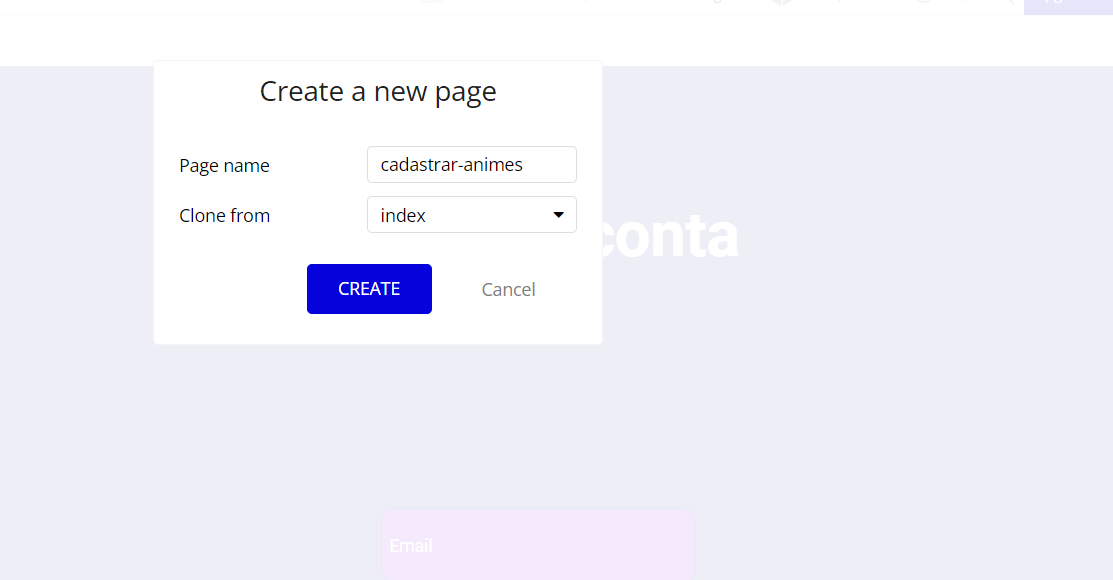 Create a new page
Page name
cadastrar-animes
Clone from
index
conta
CREATE
Cancel
Email